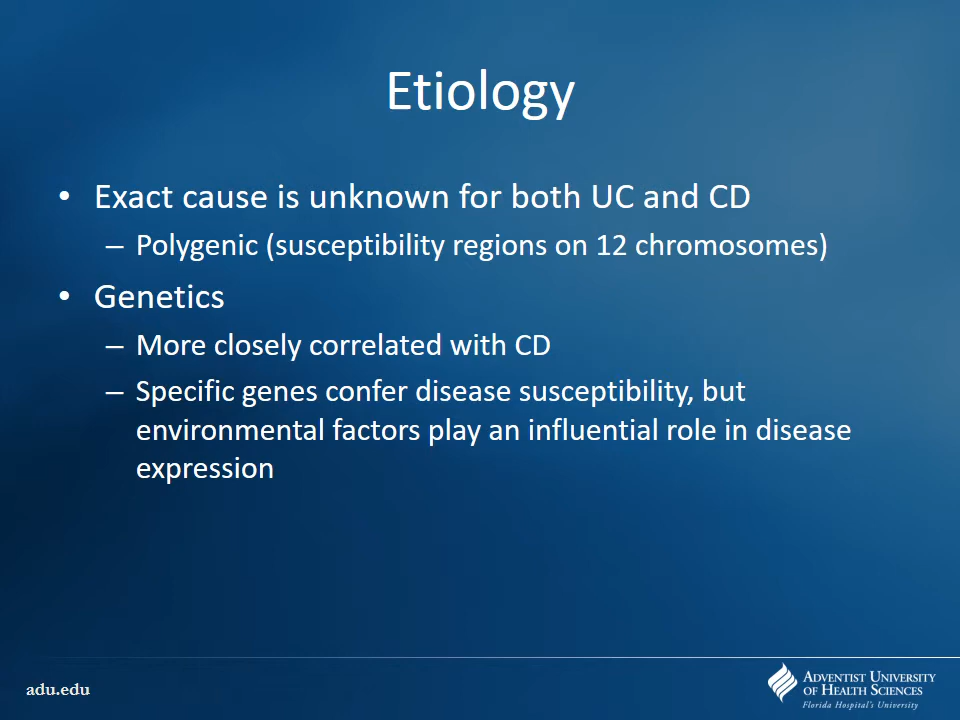 Etiology
• Exact cause is unknown for both UC and CD
– Polygenic (susceptibility regions on 12 chromosomes)
• Genetics
– More closely correlated with CD
– Specific genes confer disease susceptibility, but
environmental factors play an influential role in disease
expression
adu.edu
ADVENTIST UNIVERSITY
OF HEALTH SCIENCES
Florida Hospital's University